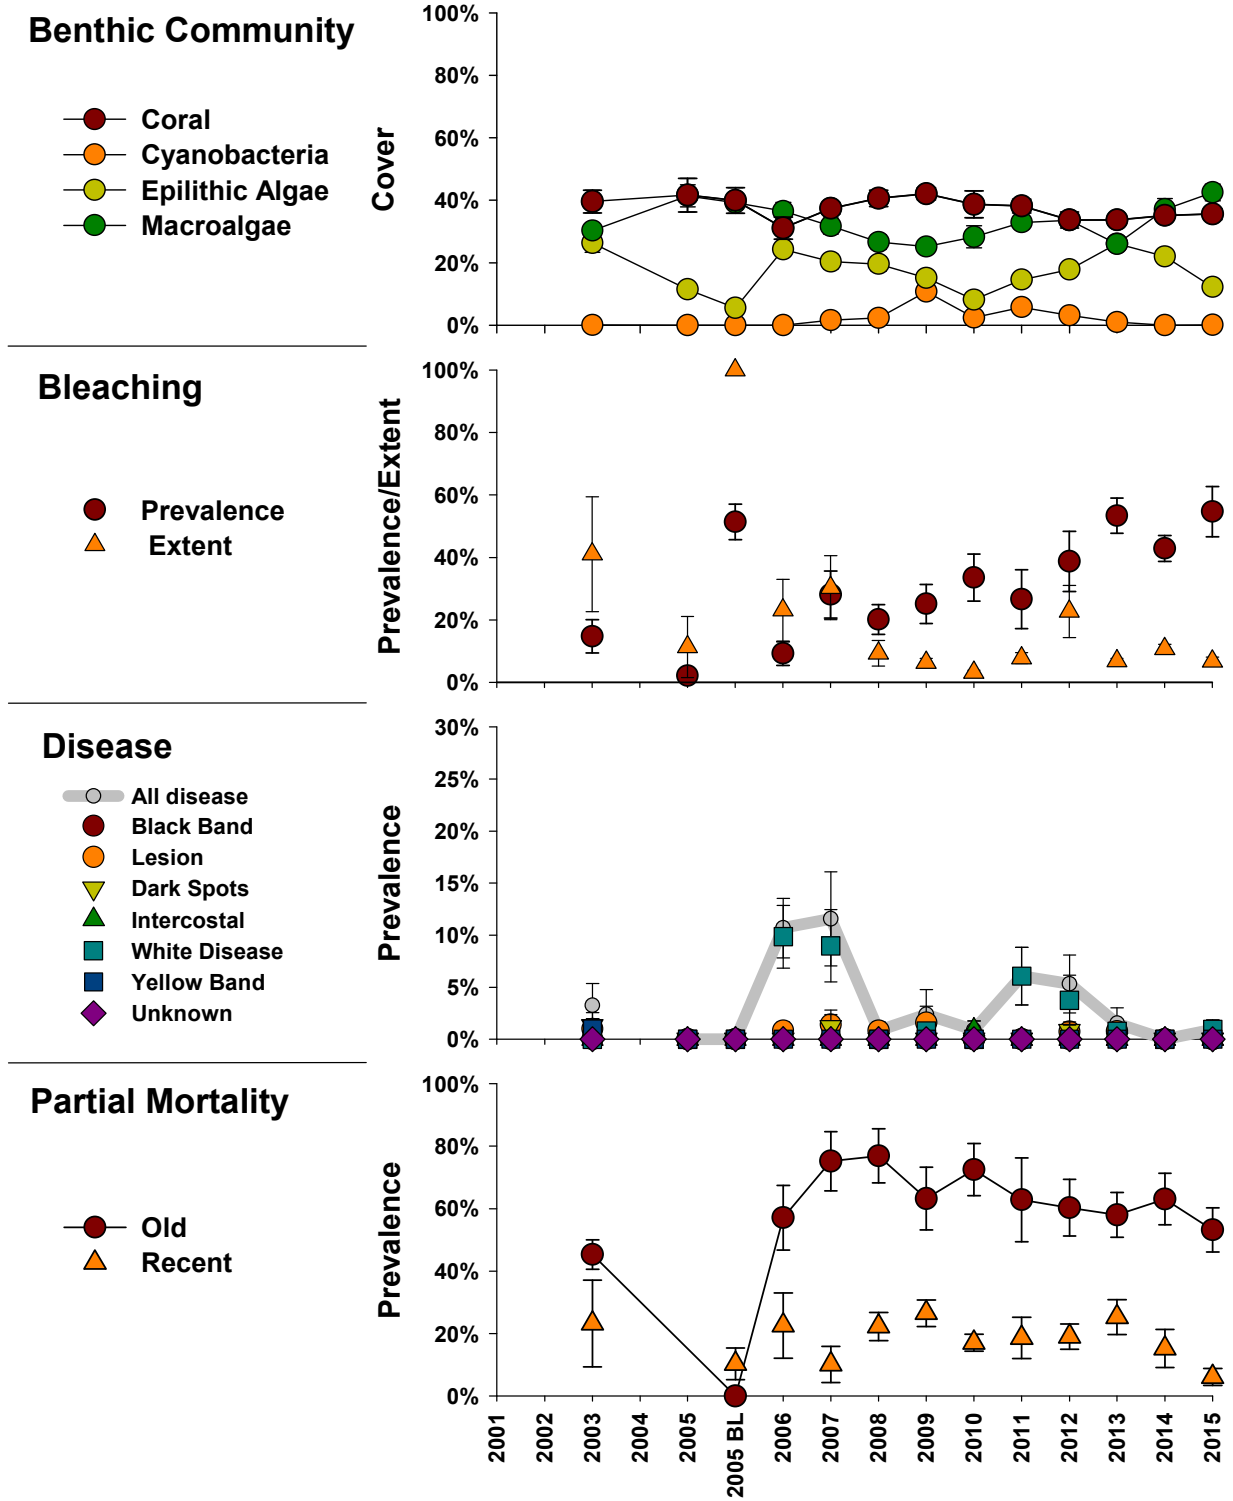 Benthic Community
Coral
Cyanobacteria
Epilithic Algae
Macroalgae
Cover
100%
80%
60%
40%
20%
0%
Bleaching
Prevalence
Extent
Prevalence/Extent
100%
80%
60%
40%
20%
0%
Disease
All disease
Black Band
Lesion
Dark Spots
Intercostal
White Disease
Yellow Band
Unknown
Prevalence
30%
25%
20%
15%
10%
5%
0%
Partial Mortality
Old
Recent
Prevalence
100%
80%
60%
40%
20%
0%
2001
2002
2003
2004
2005
2005 BL
2006
2007
2008
2009
2010
2011
2012
2013
2014
2015